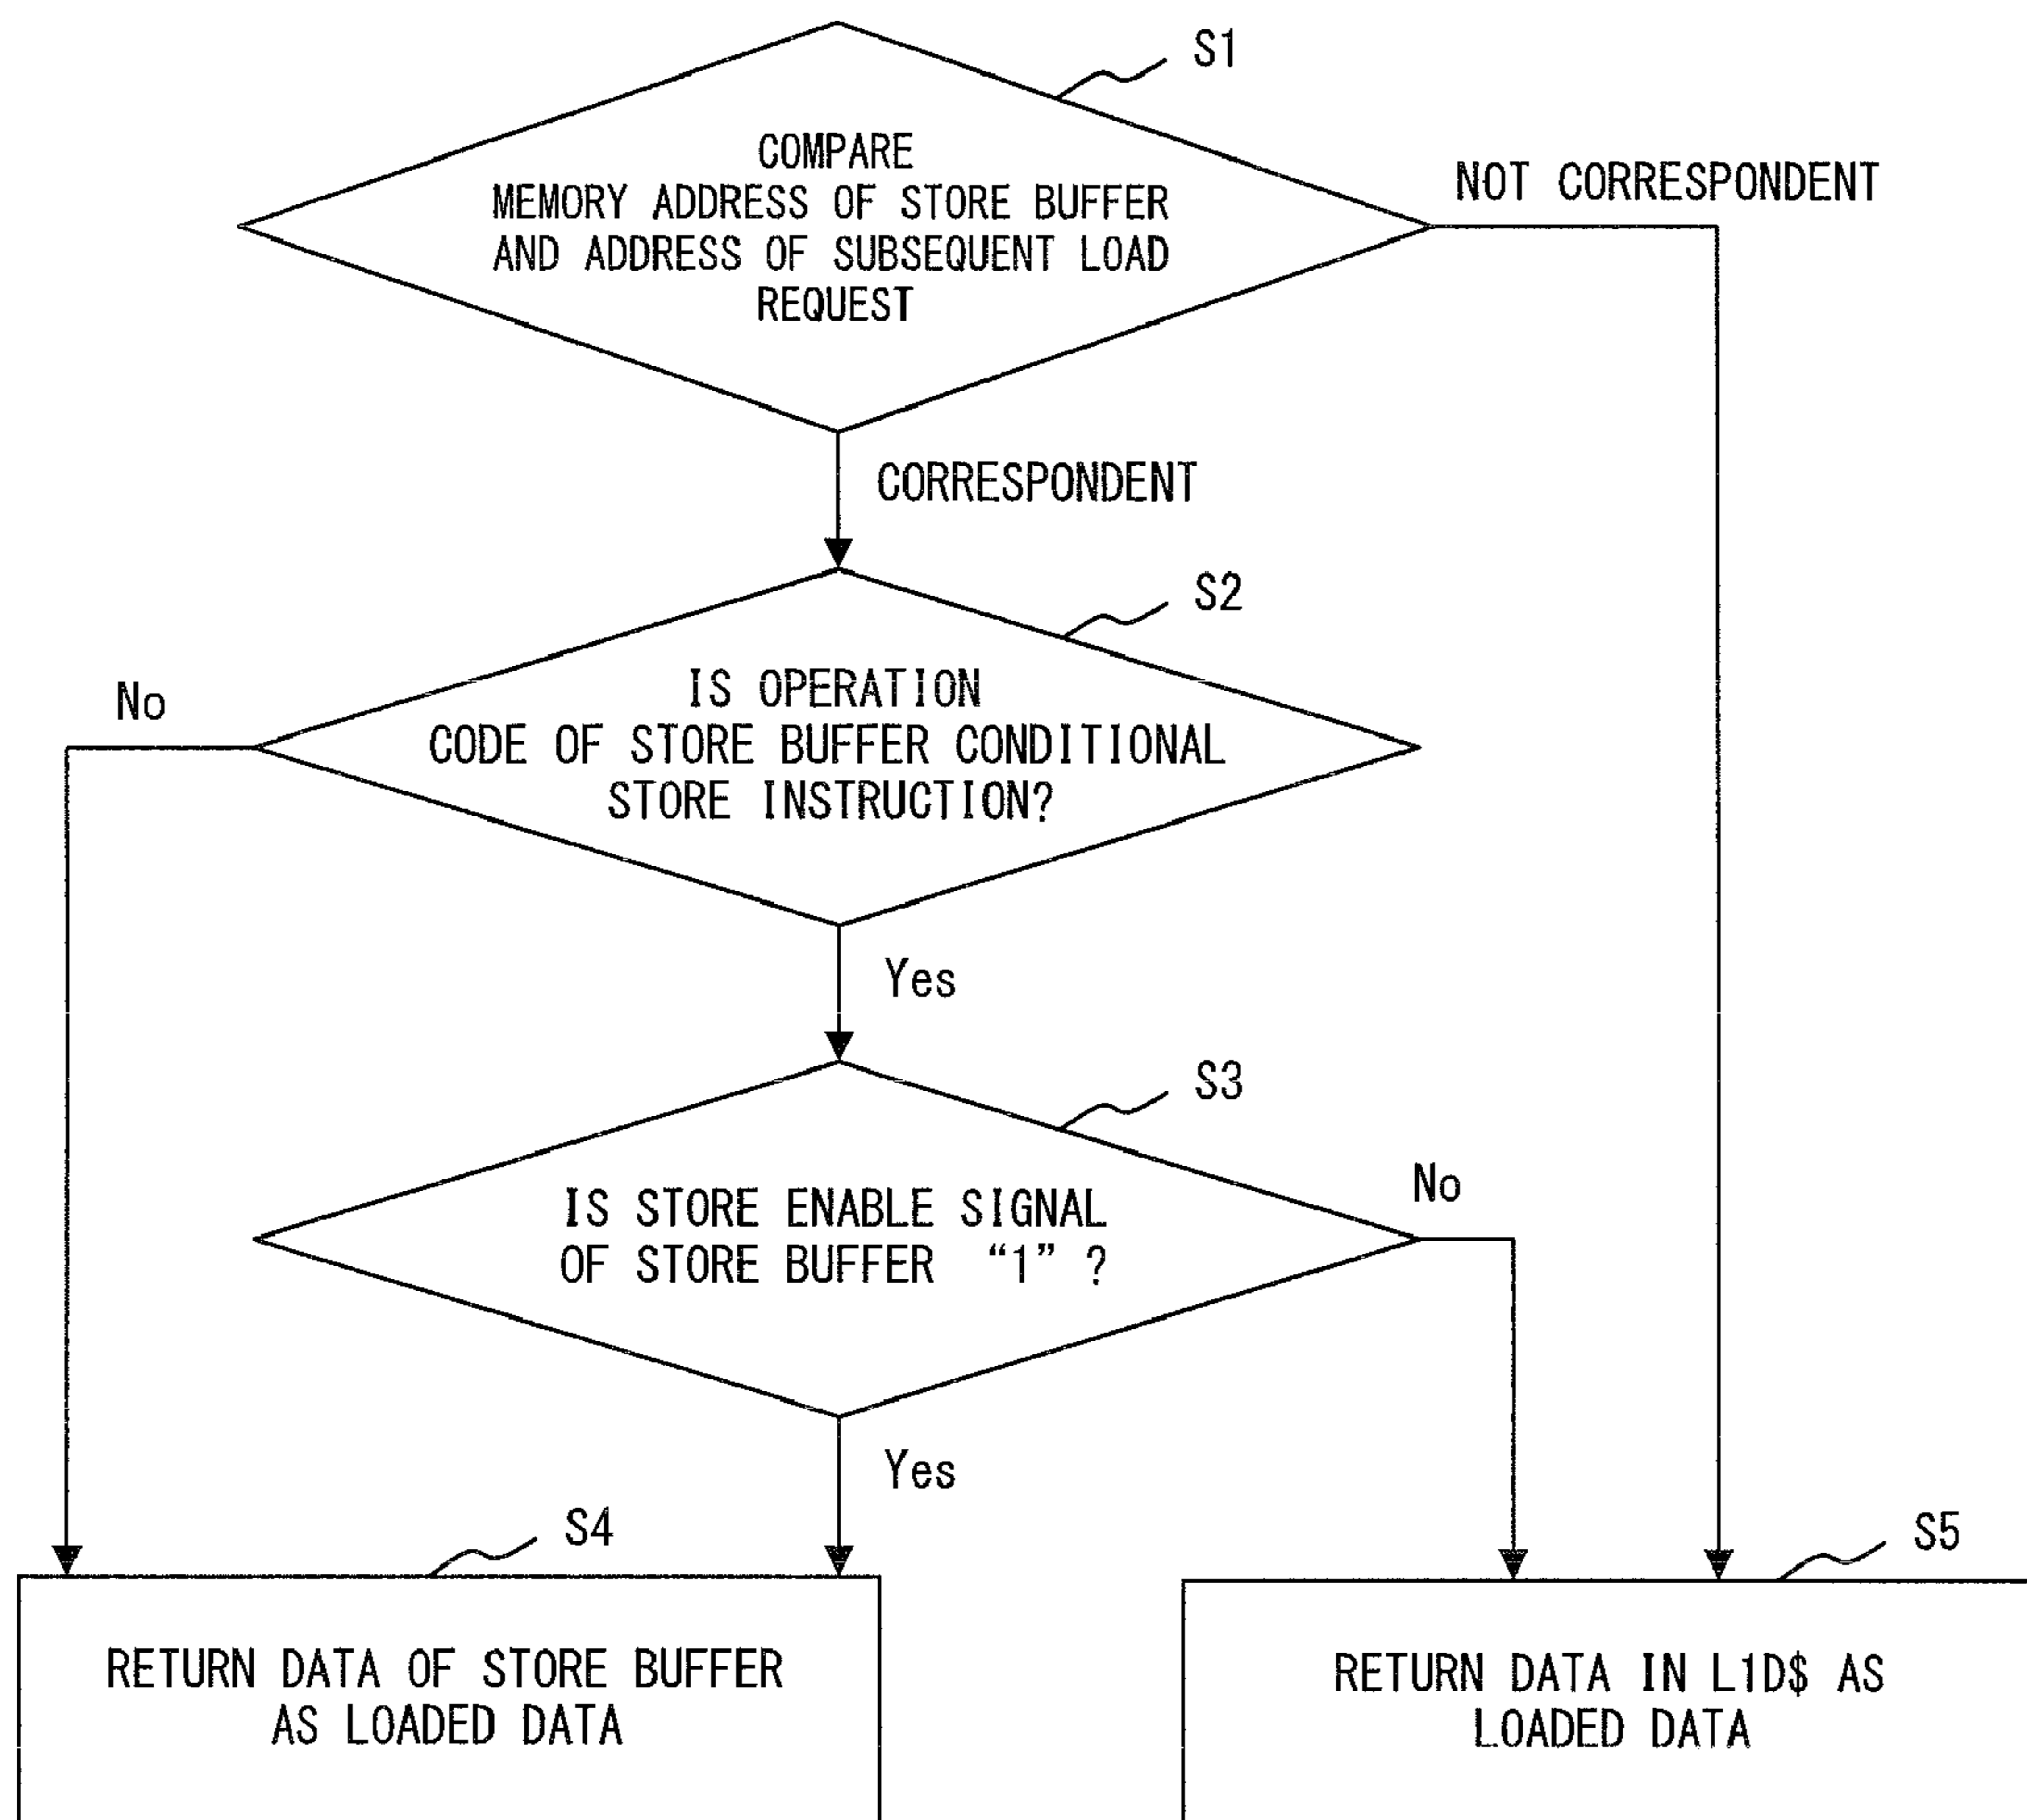 S1
COMPARE
MEMORY ADDRESS OF STORE BUFFER
AND ADDRESS OF SUBSEQUENT LOAD
REQUEST
NOT CORRESPONDENT
CORRESPONDENT
S2
IS OPERATION
CODE OF STORE BUFFER CONDITIONAL
STORE INSTRUCTION?
No
Yes
S3
IS STORE ENABLE SIGNAL
OF STORE BUFFER “1” ?
No
Yes
S4
RETURN DATA OF STORE BUFFER
AS LOADED DATA
S5
RETURN DATA IN L1D$ AS
LOADED DATA